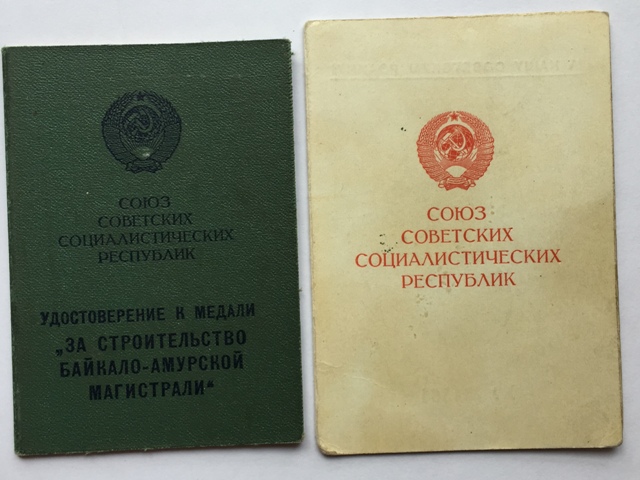 СОЮЗ
СОВЕТСКИХ
СОЦИАЛИСТИЧЕСКИХ
РЕСПУБЛИК
УДОСТОВЕРЕНИЕ К МЕДАЛИ
„ЗА СТРОИТЕЛЬСТВО
БАЙКАЛО-АМУРСКОЙ
МАГИСТРАЛИ"
СОЮЗ
СОВЕТСКИХ
СОЦИАЛИСТИЧЕСКИХ
РЕСПУБЛИК